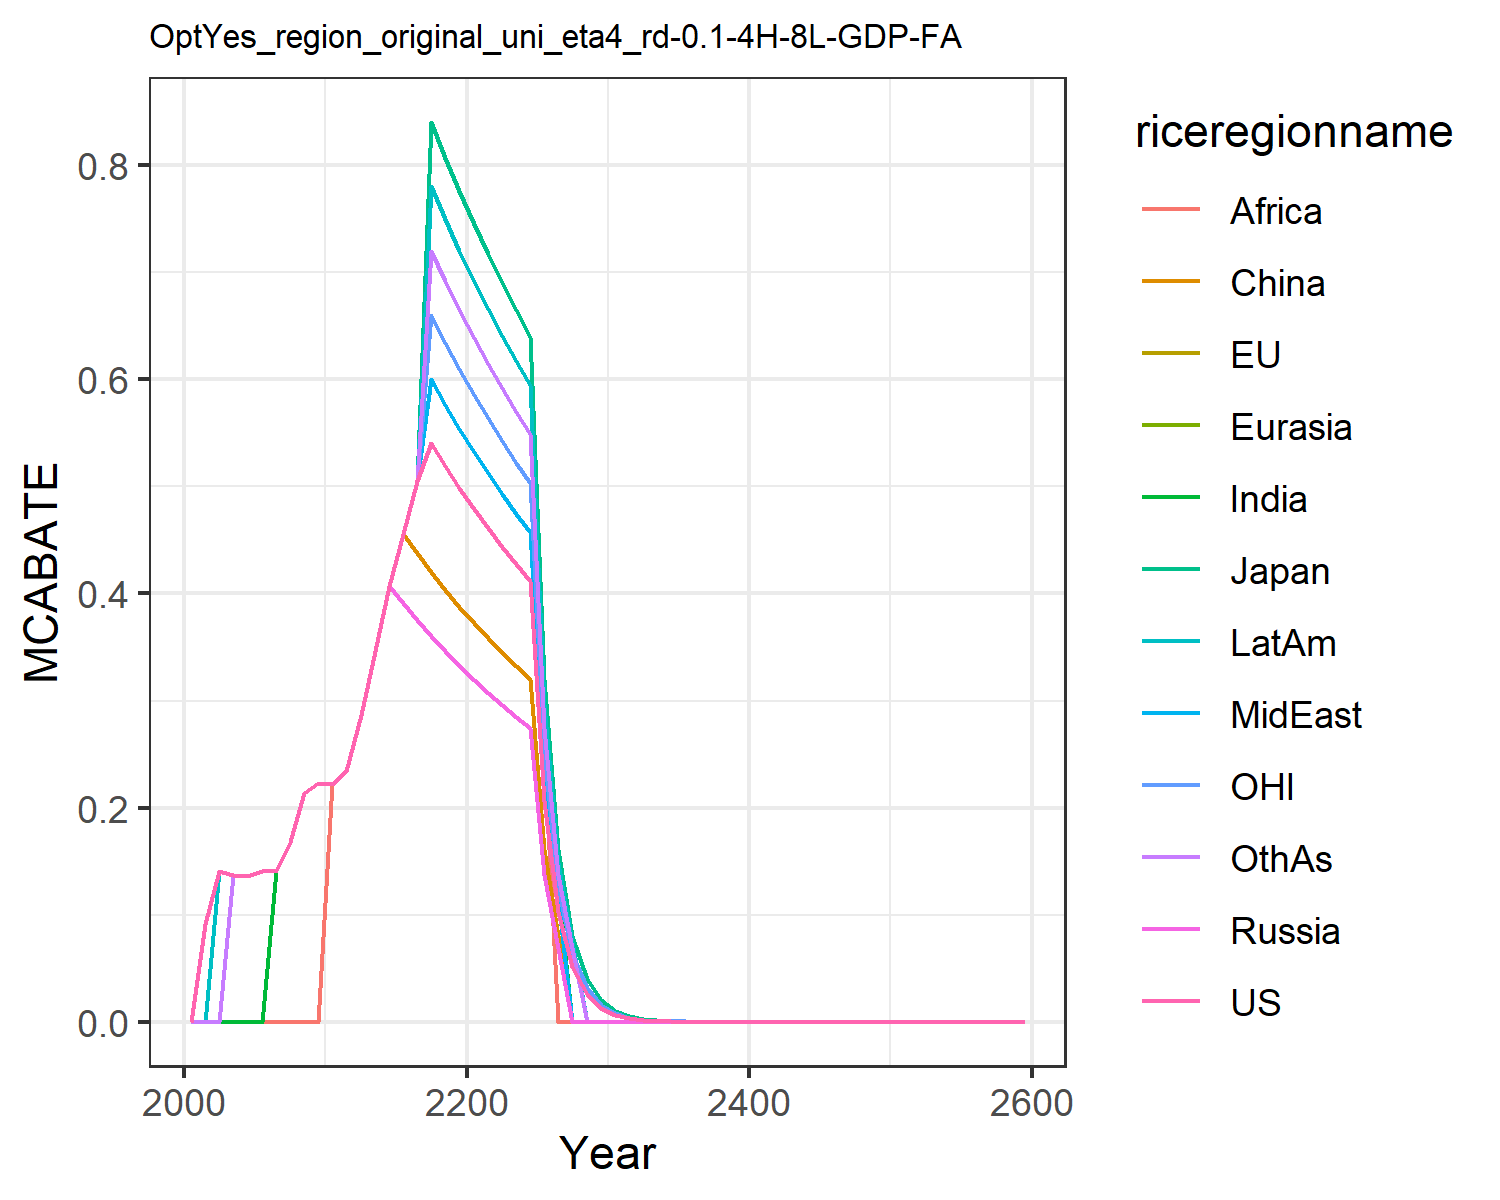 OptYes_region_original_uni_eta4_rd-0.1-4H-8L-GDP-FA
riceregionname
Africa
China
EU
Eurasia
India
Japan
LatAm
MidEast
OHI
OthAs
Russia
US
MCABATE
0.8
0.6
0.4
0.2
0.0
2000
2200
2400
2600
Year